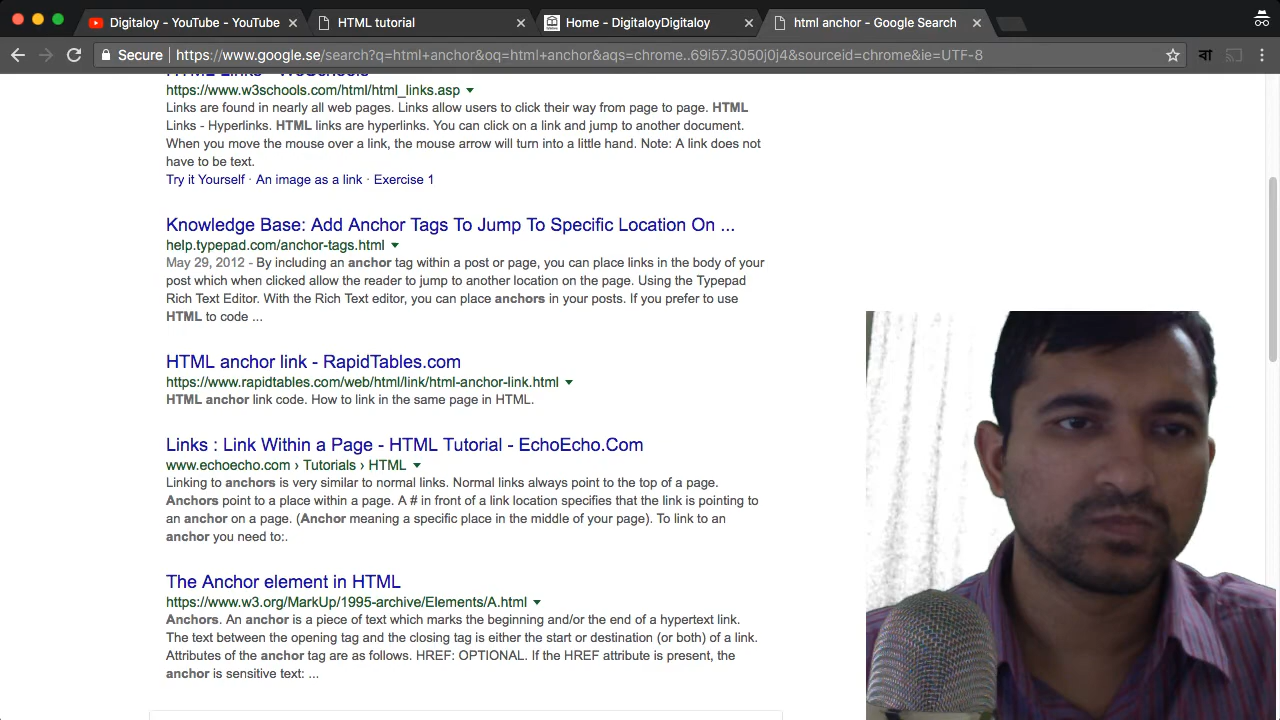 Digitaloy - YouTube - YouTube
HTML tutorial
Home - DigitaloyDigitaloy
html anchor - Google Search
Secure
https://www.google.se/search?q=html+anchor&oq=html+anchor&aqs=chrome..69i57.3050j0j4&sourceid=chrome&ie=UTF-8
HTML Links - W3Schools
https://www.w3schools.com/html/html_links.asp
Links are found in nearly all web pages. Links allow users to click their way from page to page. HTML
Links - Hyperlinks. HTML links are hyperlinks. You can click on a link and jump to another document.
When you move the mouse over a link, the mouse arrow will turn into a little hand. Note: A link does not
have to be text.
Try it Yourself · An image as a link · Exercise 1
Knowledge Base: Add Anchor Tags To Jump To Specific Location On ...
help.typepad.com/anchor-tags.html
May 29, 2012 - By including an anchor tag within a post or page, you can place links in the body of your
post which when clicked allow the reader to jump to another location on the page. Using the Typepad
Rich Text Editor. With the Rich Text editor, you can place anchors in your posts. If you prefer to use
HTML to code ...
HTML anchor link - RapidTables.com
https://www.rapidtables.com/web/html/link/html-anchor-link.html
HTML anchor link code. How to link in the same page in HTML.
Links : Link Within a Page - HTML Tutorial - EchoEcho.Com
www.echoecho.com › Tutorials › HTML
Linking to anchors is very similar to normal links. Normal links always point to the top of a page.
Anchors point to a place within a page. A # in front of a link location specifies that the link is pointing to
an anchor on a page. (Anchor meaning a specific place in the middle of your page). To link to an
anchor you need to:.
The Anchor element in HTML
https://www.w3.org/MarkUp/1995-archive/Elements/A.html
Anchors. An anchor is a piece of text which marks the beginning and/or the end of a hypertext link.
The text between the opening tag and the closing tag is either the start or destination (or both) of a link.
Attributes of the anchor tag are as follows. HREF: OPTIONAL. If the HREF attribute is present, the
anchor is sensitive text: ...